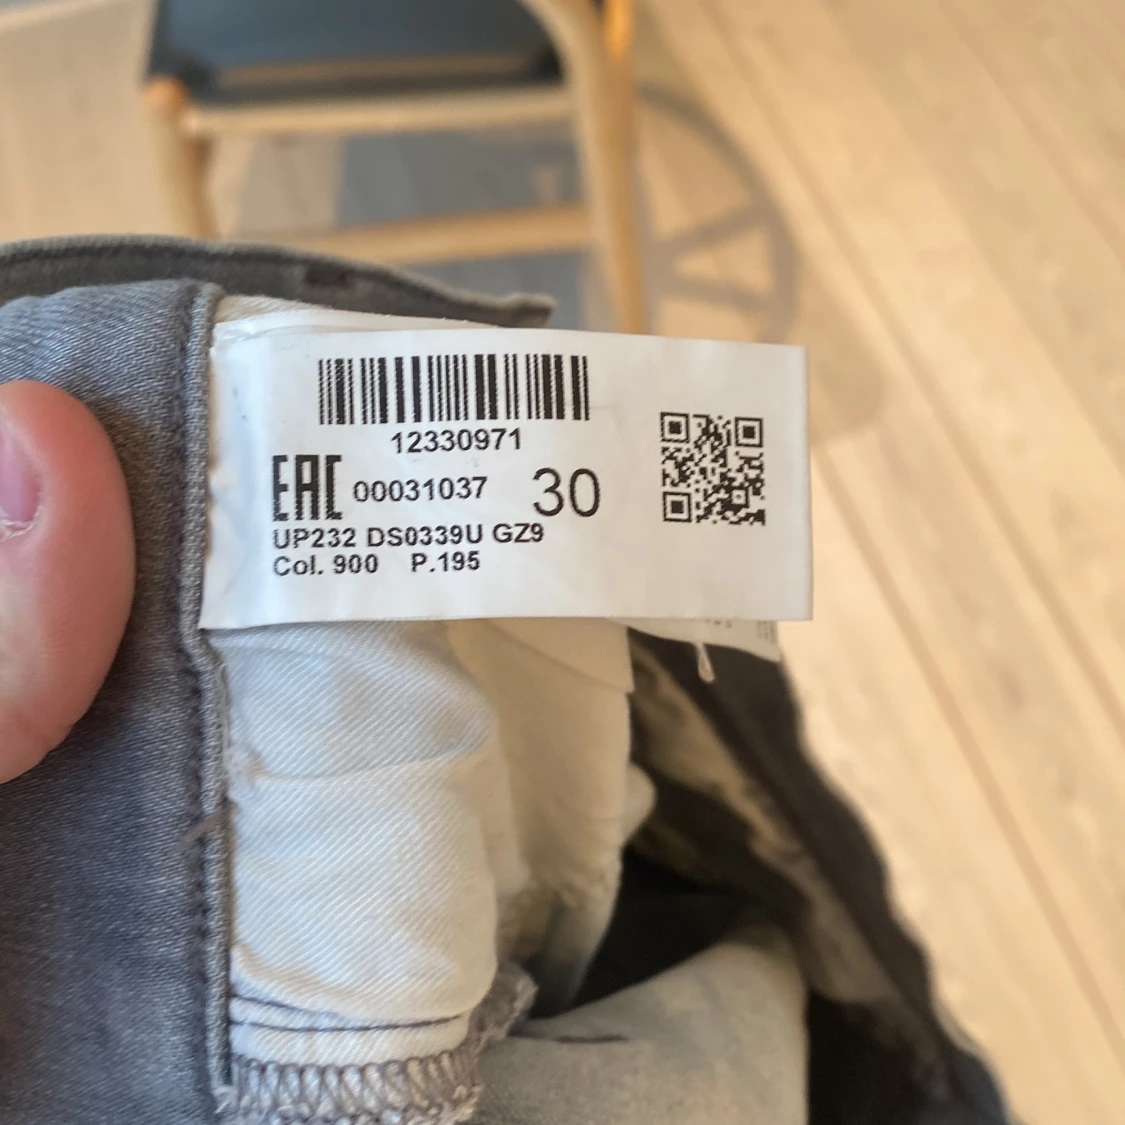 12330971
EAC 00031037 30
UP232 DS0339U GZ9
Col. 900 P.195